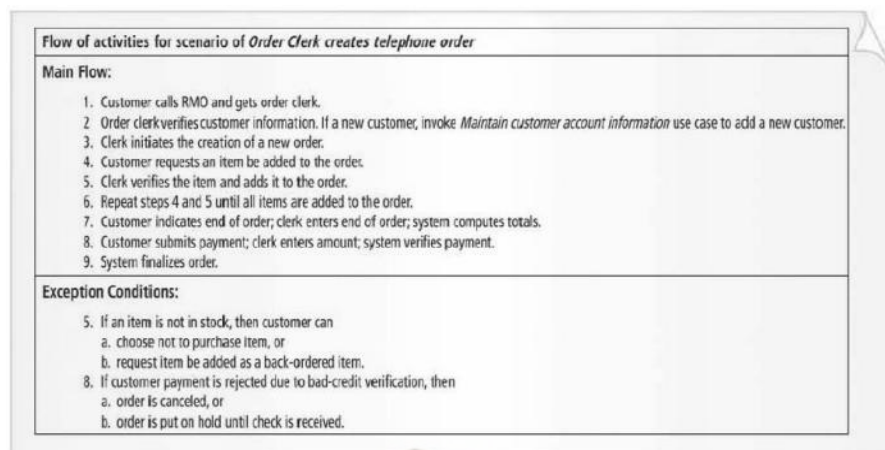 Flow of activities for scenario of Order Clerk creates telephone order
Main Flow:
1. Customer calls RMO and gets order clerk.
2 Order clerk verifies customer information. If a new customer, invoke Maintain customer account information use case to add a new customer.
3. Clerk initiates the creation of a new order.
4. Customer requests an item be added to the order.
5. Clerk verifies the item and adds it to the order.
6. Repeat steps 4 and 5 until all items are added to the order.
7. Customer indicates end of order; clerk enters end of order; system computes totals.
8. Customer submits payment; clerk enters amount; system verifies payment.
9. System finalizes order.
Exception Conditions:
5. If an item is not in stock, then customer can
a. choose not to purchase item, or
b. request item be added as a back-ordered item.
8. If customer payment is rejected due to bad-credit verification, then
a. order is canceled, or
b. order is put on hold until check is received.